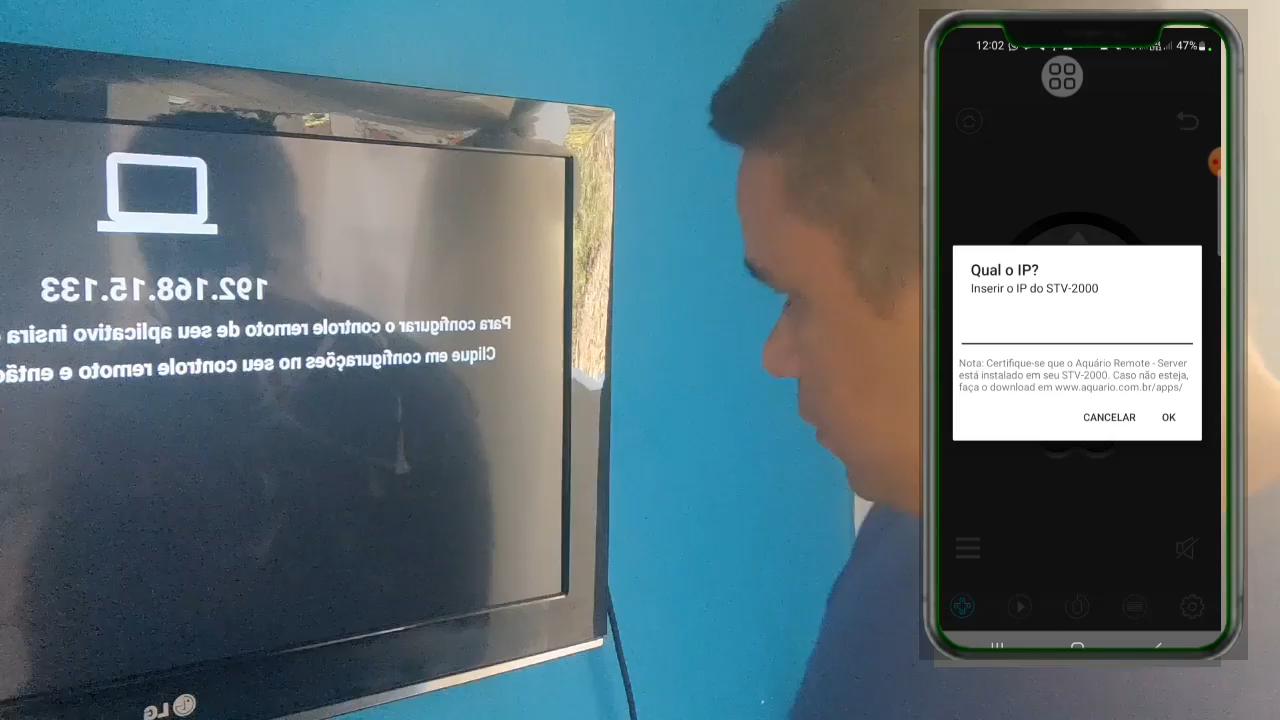 192.168.15.133
Para configurar o controle remoto de seu aplicativo insira
Clique em configurações no seu controle remoto e então
LG
12:02
47%
Qual o IP?
Inserir o IP do STV-2000
Nota: Certifique-se que o Aquário Remote - Server
está instalado em seu STV-2000. Caso não esteja,
faça o download em www.aquario.com.br/apps/
CANCELAR OK